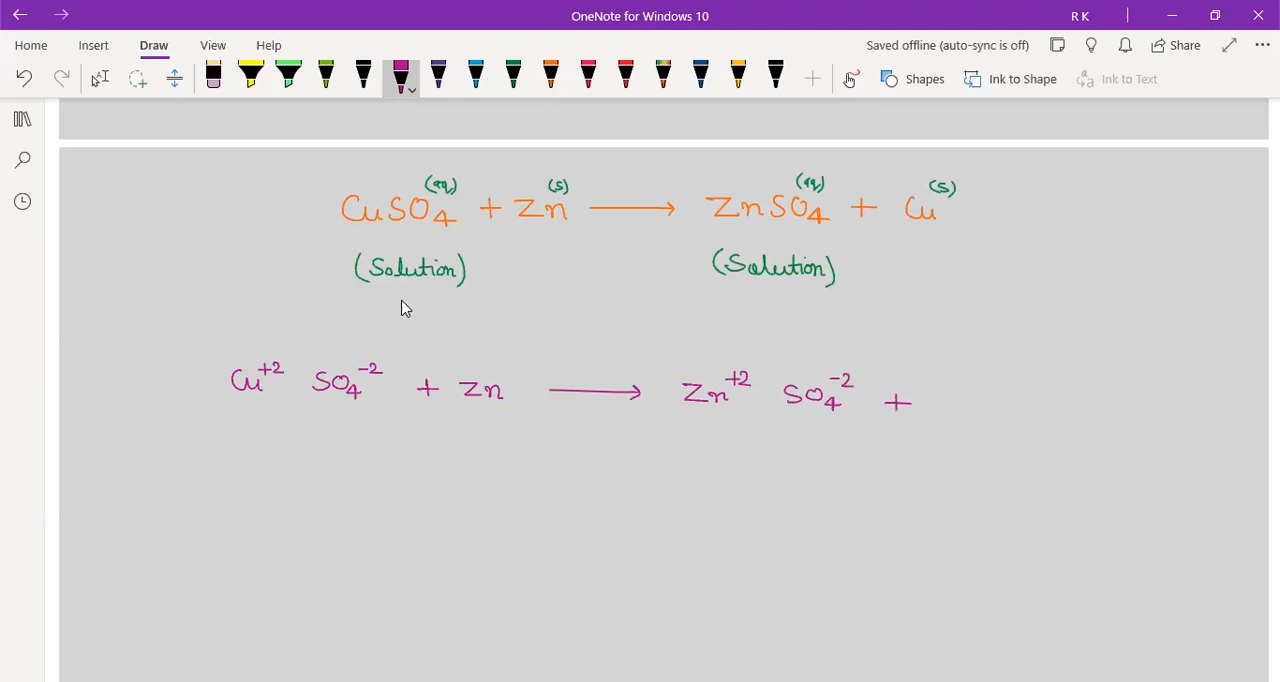 OneNote for Windows 10
R K
Home Insert Draw View Help
Saved offline (auto-sync is off)
Share
Shapes
Ink to Shape
Ink to Text
CuSO₄ (aq) + Zn (s) ⟶ ZnSO₄ (aq) + Cu (s)
(Solution) (Solution)
Cu⁺² SO₄⁻² + Zn ⟶ Zn⁺² SO₄⁻² +